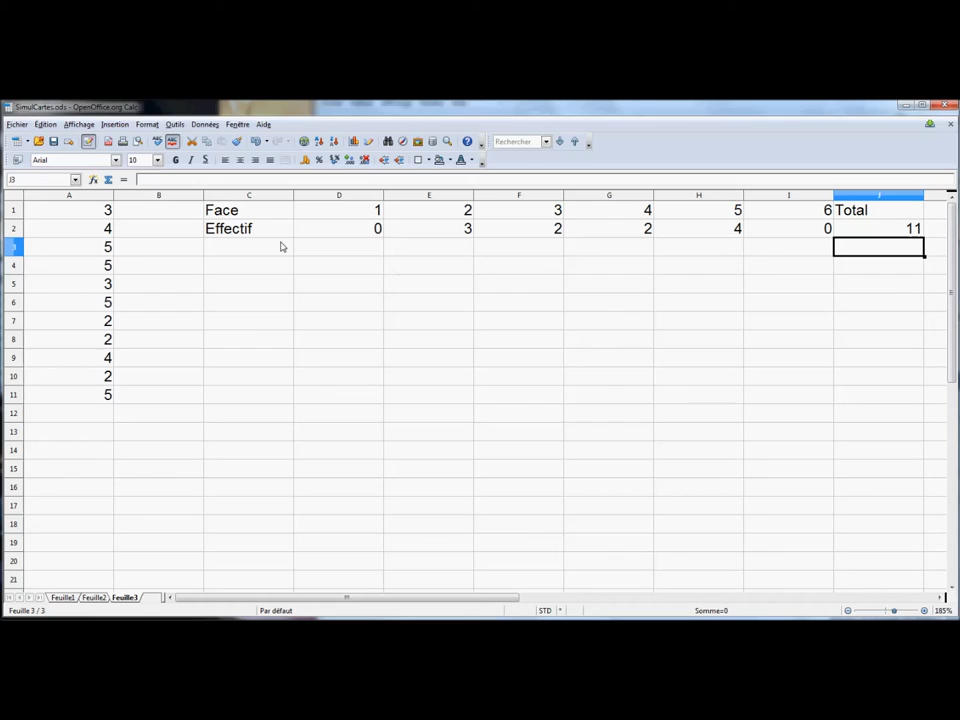 SimulCartes.ods - OpenOffice.org Calc
Fichier Édition Affichage Insertion Format Outils Données Fenêtre Aide
Rechercher
Arial 10
J3
A B C D E F G H I J
1 3 Face 1 2 3 4 5 6 Total
2 4 Effectif 0 3 2 2 4 0 11
3 5
4 5
5 3
6 5
7 2
8 2
9 4
10 2
11 5
12
13
14
15
16
17
18
19
20
21
Feuille1 Feuille2 Feuille3
Feuille 3 / 3 Par défaut STD * Somme=0 185%